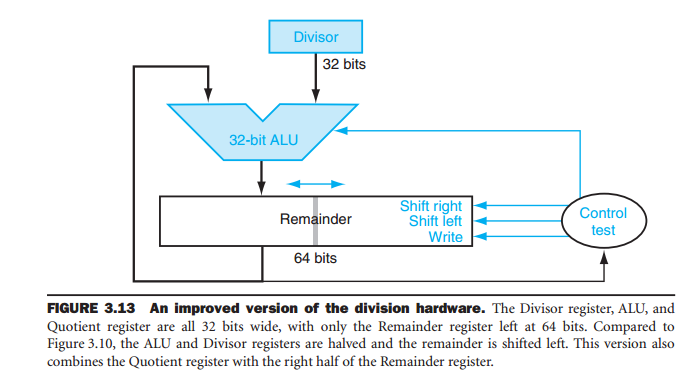 Divisor
32 bits
32-bit ALU
Remainder
Shift right
Shift left
Write
Control
test
64 bits
FIGURE 3.13 An improved version of the division hardware. The Divisor register, ALU, and
Quotient register are all 32 bits wide, with only the Remainder register left at 64 bits. Compared to
Figure 3.10, the ALU and Divisor registers are halved and the remainder is shifted left. This version also
combines the Quotient register with the right half of the Remainder register.